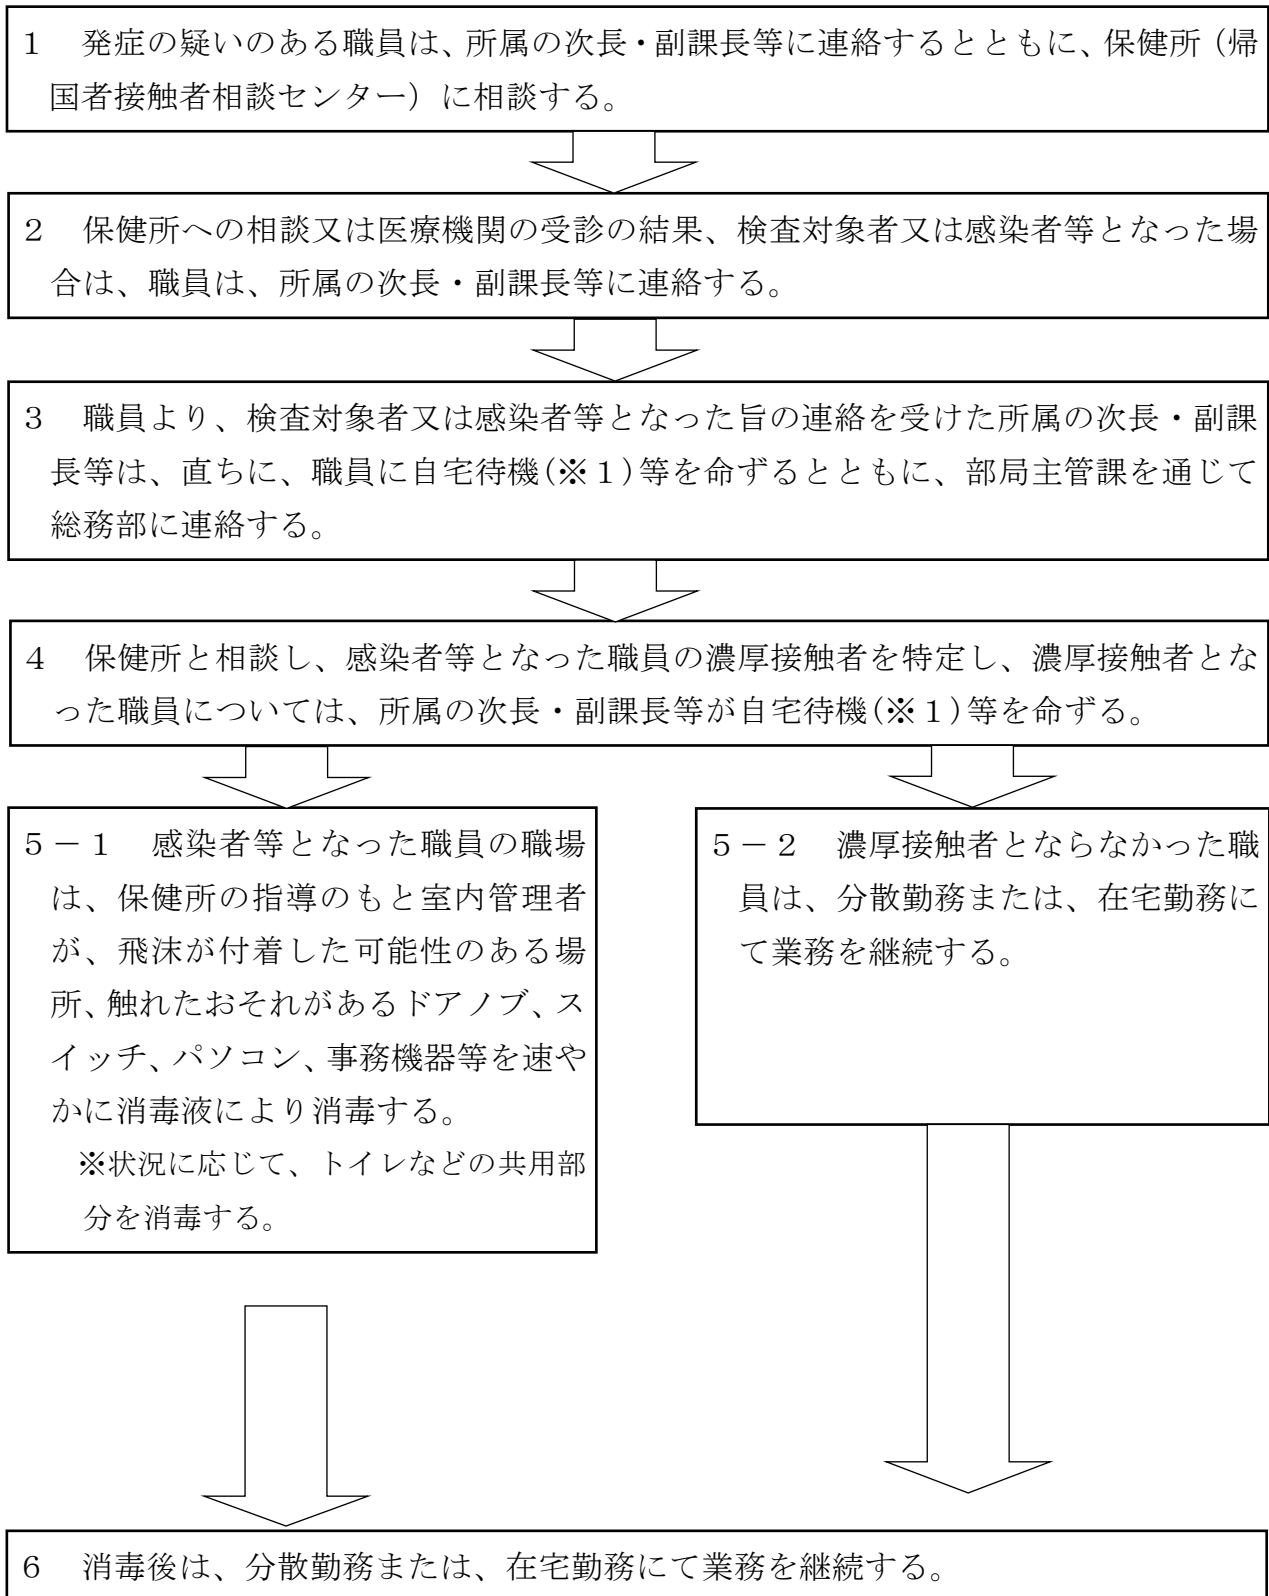 1　発症の疑いのある職員は、所属の次長・副課長等に連絡するとともに、保健所（帰
国者接触者相談センター）に相談する。
2　保健所への相談又は医療機関の受診の結果、検査対象者又は感染者等となった場
合は、職員は、所属の次長・副課長等に連絡する。
3　職員より、検査対象者又は感染者等となった旨の連絡を受けた所属の次長・副課
長等は、直ちに、職員に自宅待機(※１)等を命ずるとともに、部局主管課を通じて
総務部に連絡する。
4　保健所と相談し、感染者等となった職員の濃厚接触者を特定し、濃厚接触者とな
った職員については、所属の次長・副課長等が自宅待機(※１)等を命ずる。
５－１　感染者等となった職員の職場
は、保健所の指導のもと室内管理者
が、飛沫が付着した可能性のある場
所、触れたおそれがあるドアノブ、ス
イッチ、パソコン、事務機器等を速や
かに消毒液により消毒する。
※状況に応じて、トイレなどの共用部
分を消毒する。
５－２　濃厚接触者とならなかった職
員は、分散勤務または、在宅勤務に
て業務を継続する。
6　消毒後は、分散勤務または、在宅勤務にて業務を継続する。